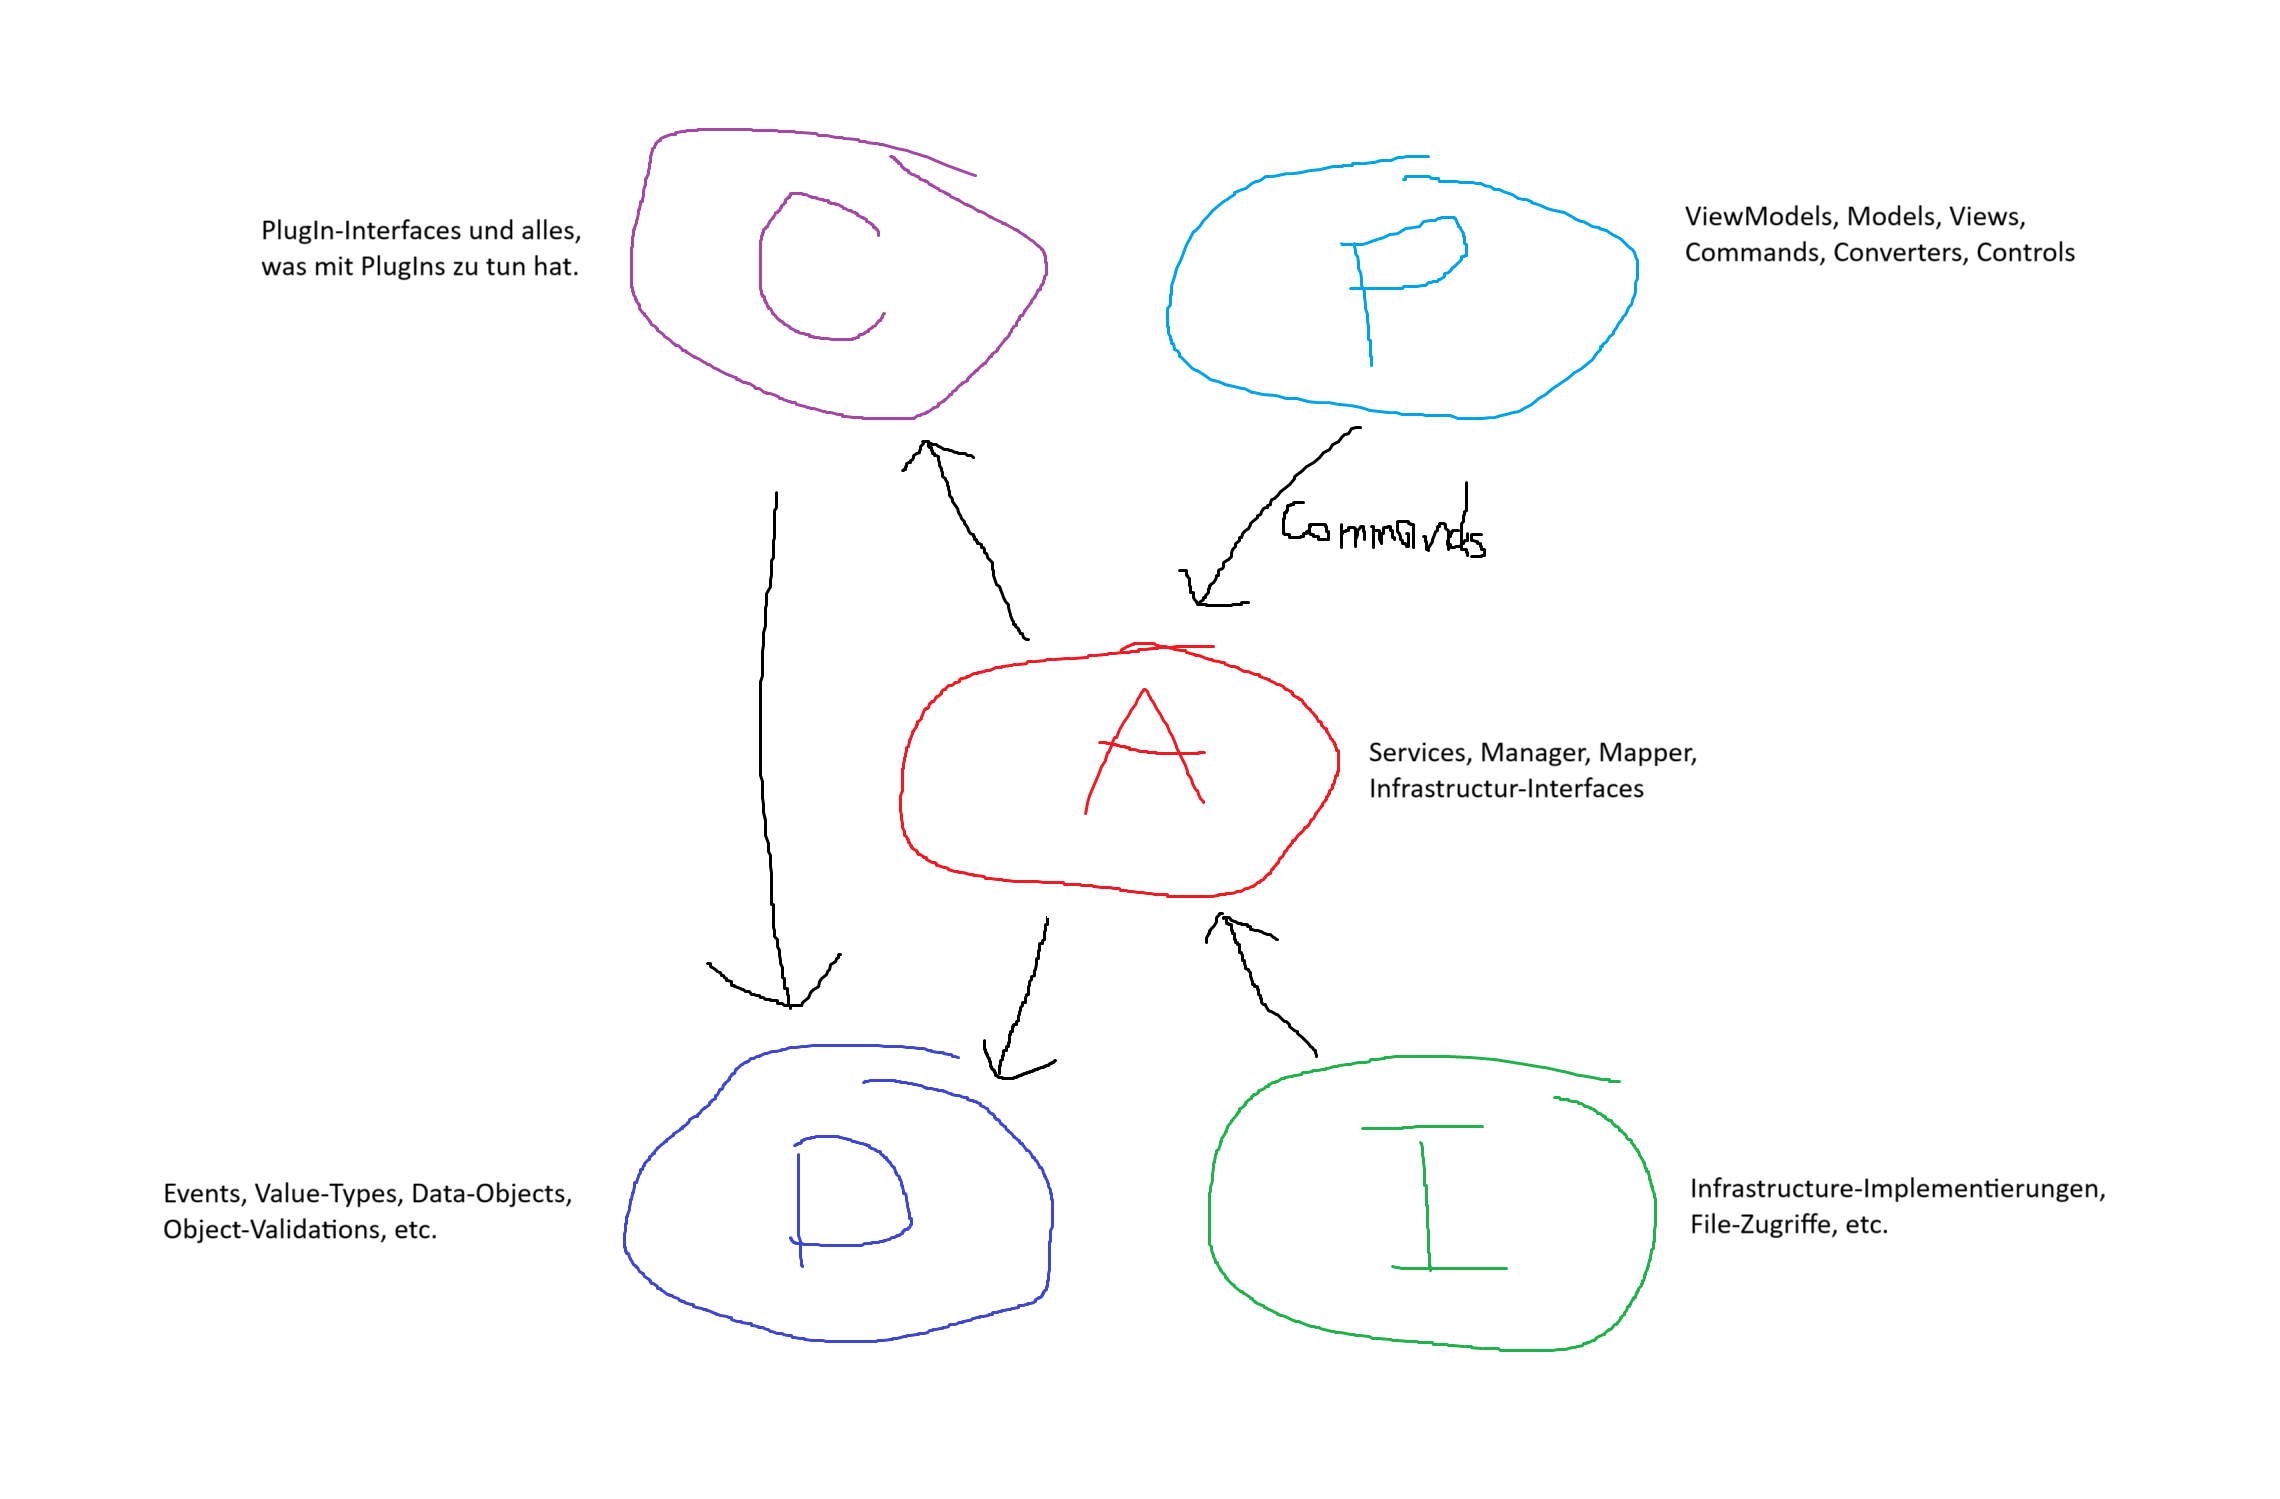 C
P
PlugIn-Interfaces und alles,
was mit PlugIns zu tun hat.
ViewModels, Models, Views,
Commands, Converters, Controls
Commands
A
Services, Manager, Mapper,
Infrastructur-Interfaces
D
I
Events, Value-Types, Data-Objects,
Object-Validations, etc.
Infrastructure-Implementierungen,
File-Zugriffe, etc.